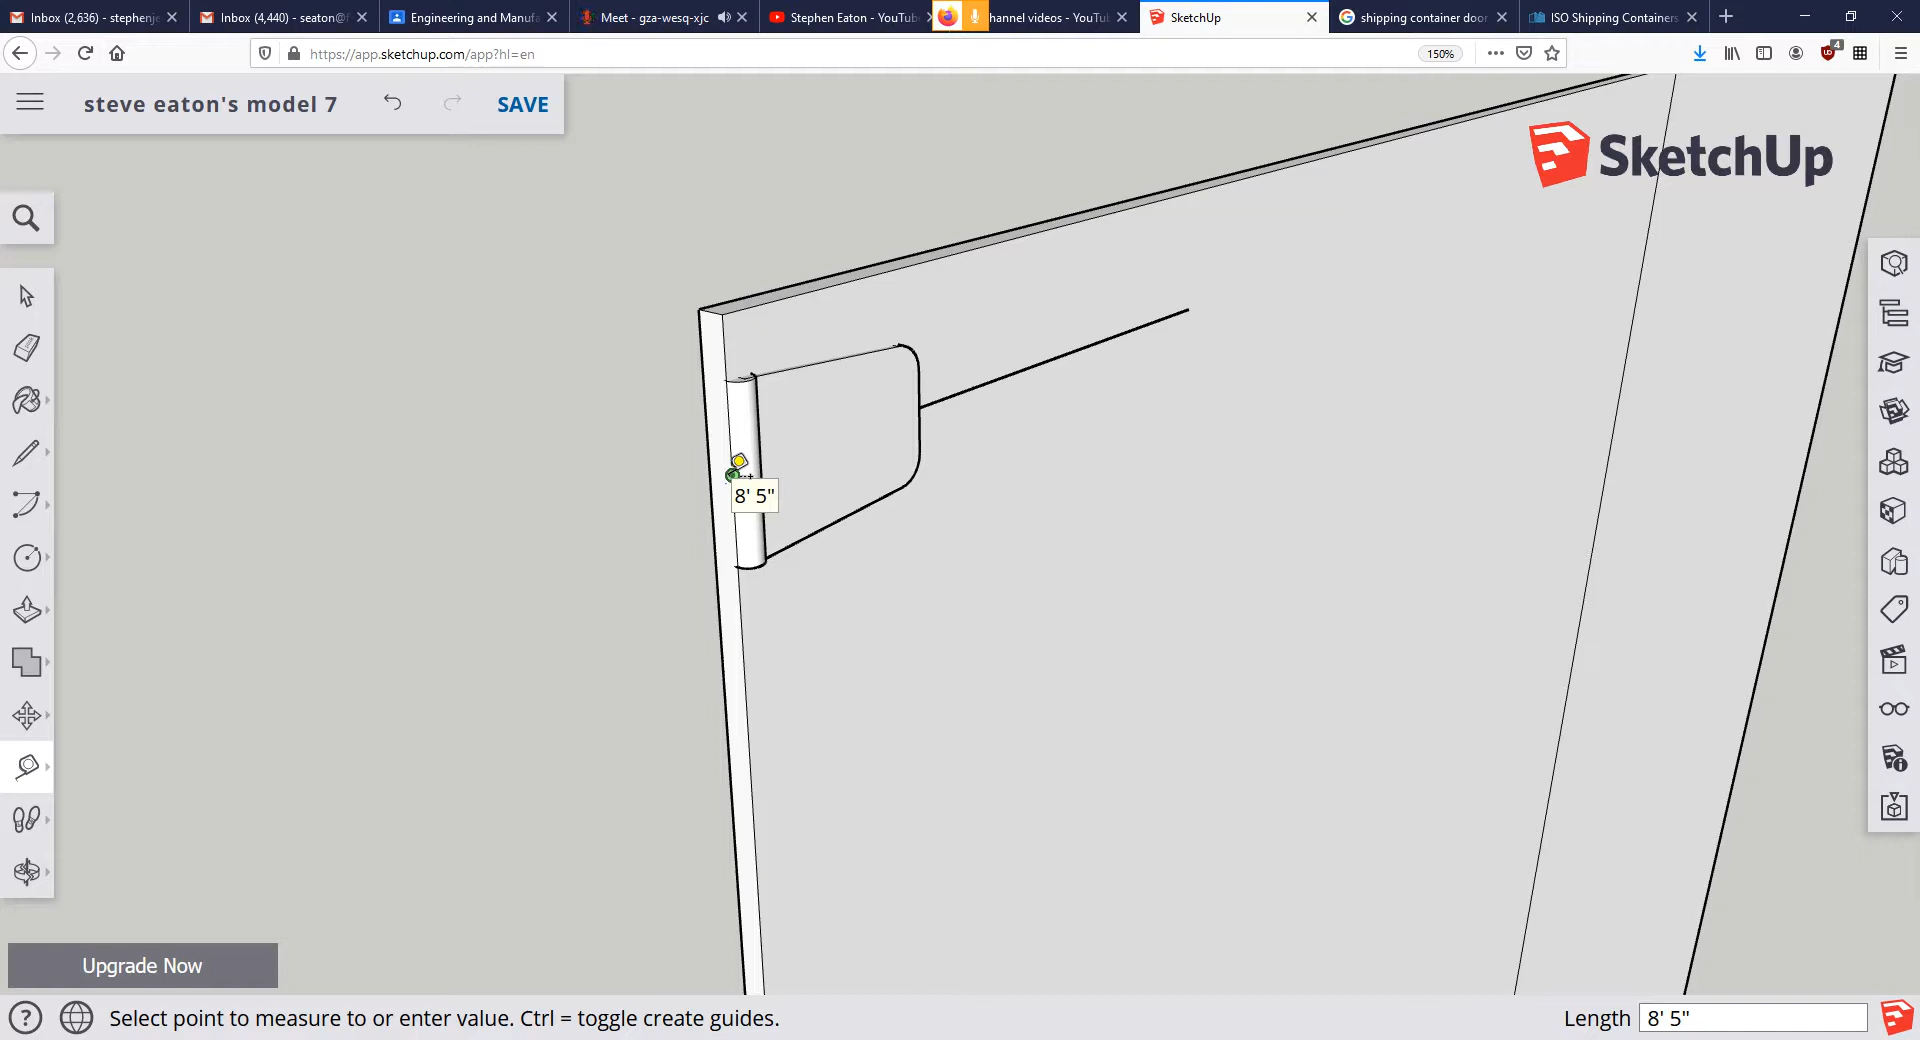 Inbox (2,636) - stephenje
Inbox (4,440) - seaton@f
Engineering and Manufa
Meet - gza-wesq-xjc
Stephen Eaton - YouTub
hannel videos - YouTu
SketchUp
shipping container door
ISO Shipping Containers
https://app.sketchup.com/app?hl=en
150%
4
steve eaton's model 7
SAVE
SketchUp
8' 5"
Upgrade Now
Select point to measure to or enter value. Ctrl = toggle create guides.
Length 8' 5"